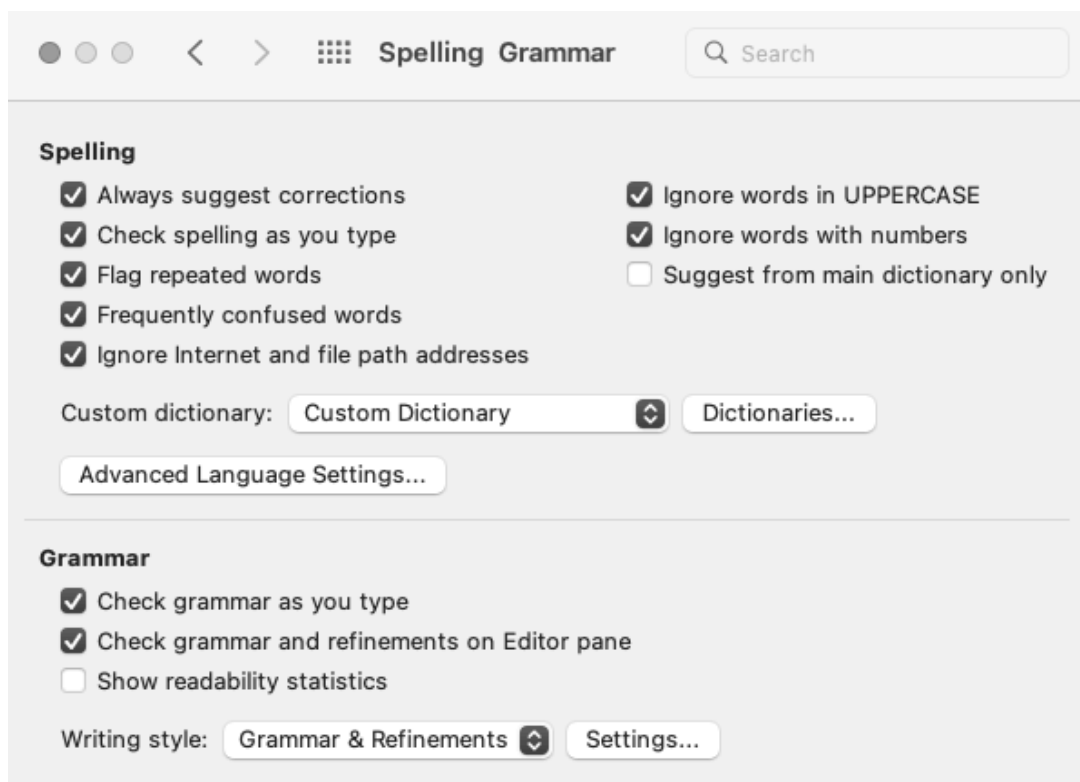 Spelling Grammar
Search
Spelling
Always suggest corrections
Check spelling as you type
Flag repeated words
Frequently confused words
Ignore Internet and file path addresses
Ignore words in UPPERCASE
Ignore words with numbers
Suggest from main dictionary only
Custom dictionary: Custom Dictionary Dictionaries...
Advanced Language Settings...
Grammar
Check grammar as you type
Check grammar and refinements on Editor pane
Show readability statistics
Writing style: Grammar & Refinements Settings...